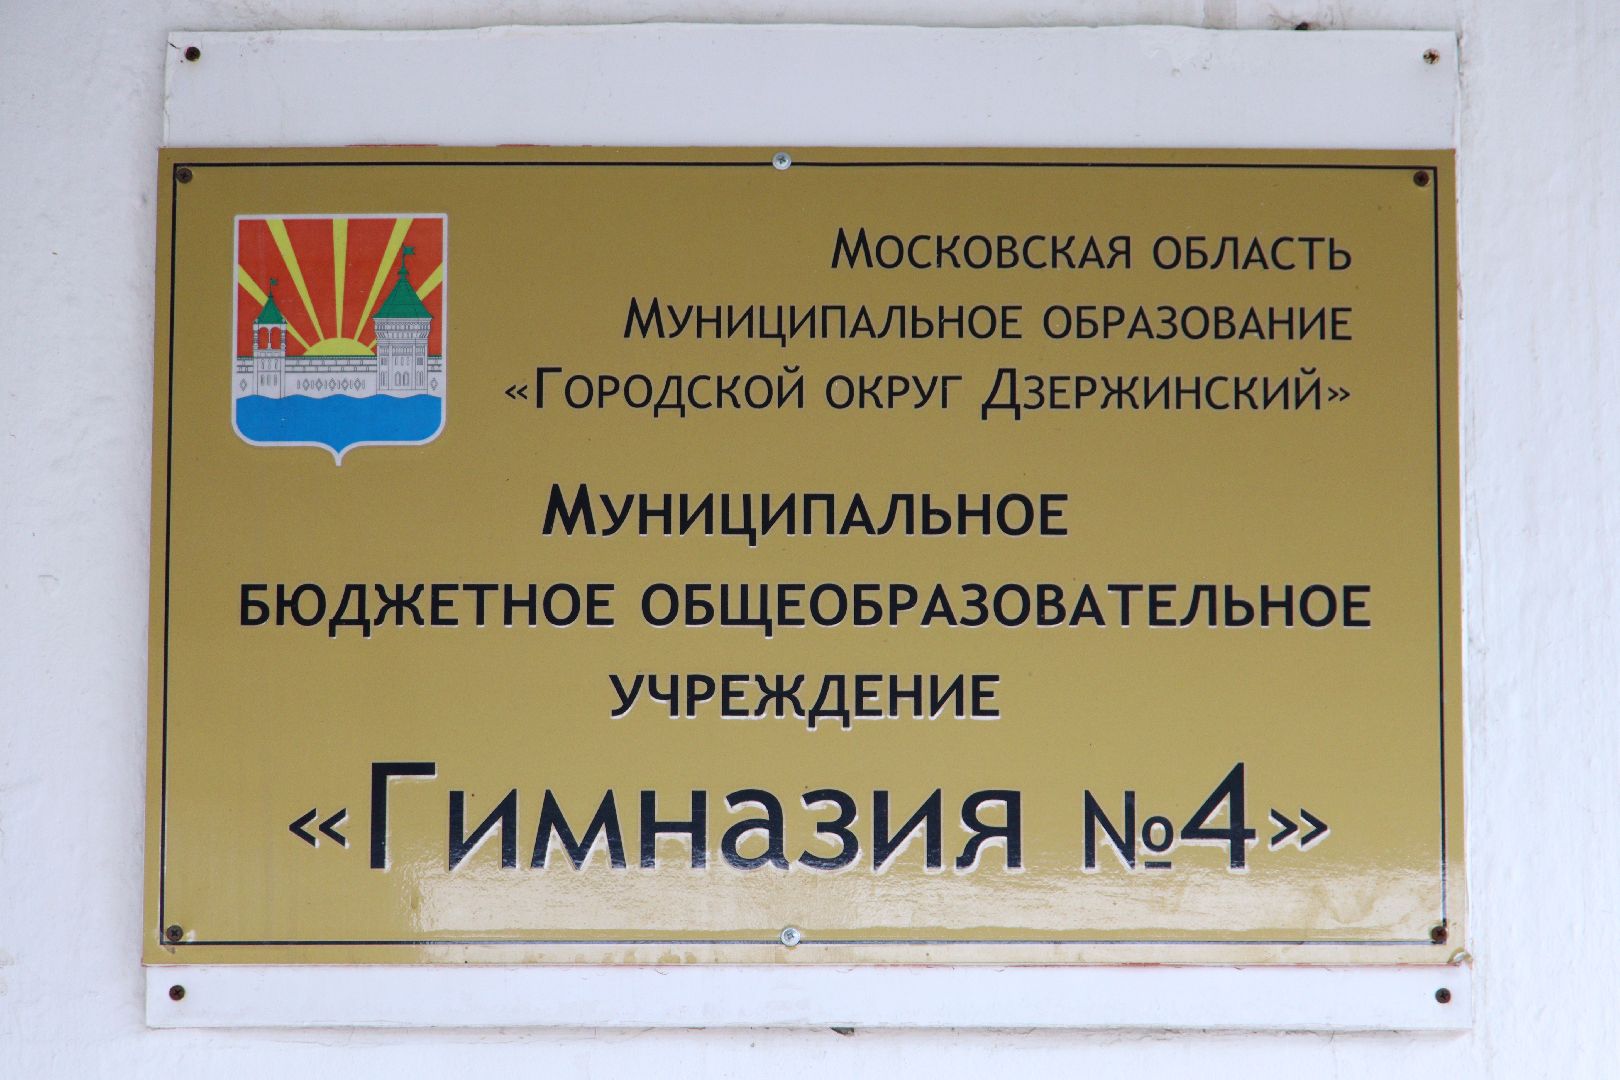 Московская область
Муниципальное образование
«Городской округ Дзержинский»
Муниципальное
бюджетное общеобразовательное
учреждение
«Гимназия №4»